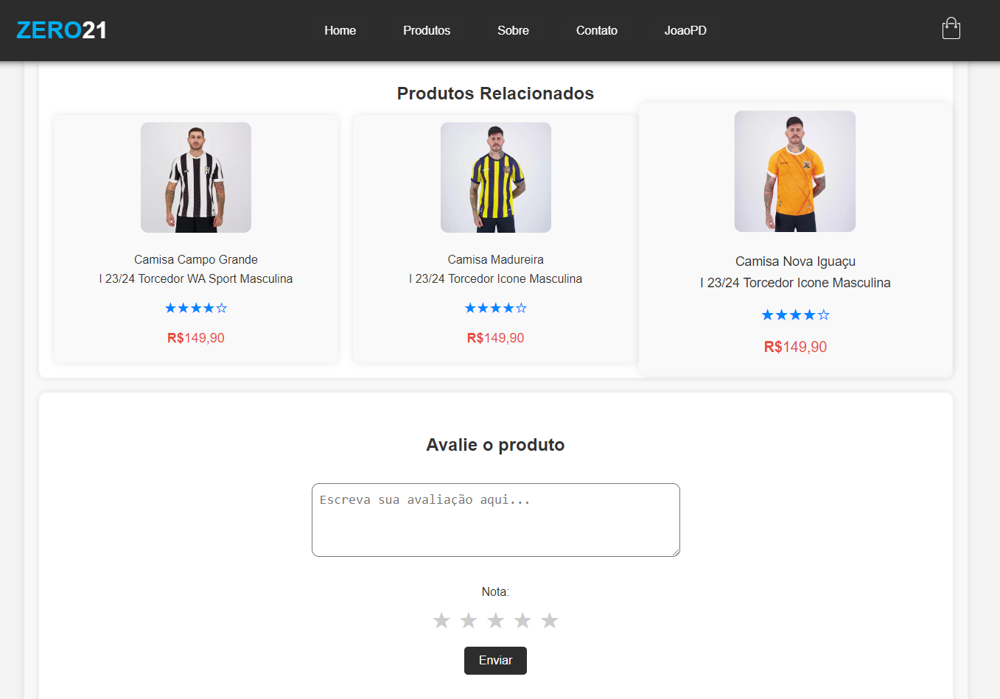 ZERO21
Home
Produtos
Sobre
Contato
JoaoPD
Produtos Relacionados
Camisa Campo Grande
I 23/24 Torcedor WA Sport Masculina
★★★★☆
R$149,90
Camisa Madureira
I 23/24 Torcedor Icone Masculina
★★★★☆
R$149,90
Camisa Nova Iguaçu
I 23/24 Torcedor Icone Masculina
★★★★☆
R$149,90
Avalie o produto
Escreva sua avaliação aqui...
Nota:
★ ★ ★ ★ ★
Enviar